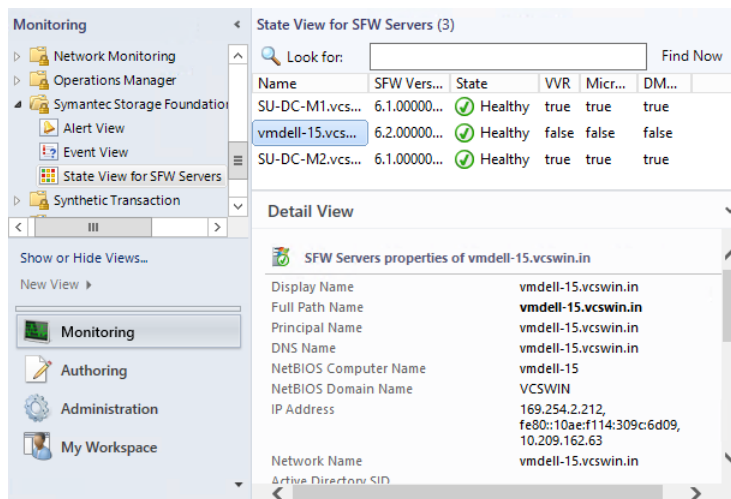 Monitoring
Network Monitoring
Operations Manager
Symantec Storage Foundation
Alert View
Event View
State View for SFW Servers
Synthetic Transaction
Show or Hide Views...
New View
Monitoring
Authoring
Administration
My Workspace
State View for SFW Servers (3)
Look for:
Find Now
Name SFW Vers... State VVR Micr... DM...
SU-DC-M1.vcs... 6.1.00000... Healthy true true true
vmdell-15.vcs... 6.2.00000... Healthy false false false
SU-DC-M2.vcs... 6.1.00000... Healthy true true true
Detail View
SFW Servers properties of vmdell-15.vcswin.in
Display Name vmdell-15.vcswin.in
Full Path Name vmdell-15.vcswin.in
Principal Name vmdell-15.vcswin.in
DNS Name vmdell-15.vcswin.in
NetBIOS Computer Name vmdell-15
NetBIOS Domain Name VCSWIN
IP Address 169.254.2.212,
fe80::10ae:f114:309c:6d09,
10.209.162.63
Network Name vmdell-15.vcswin.in
Active Directory SID